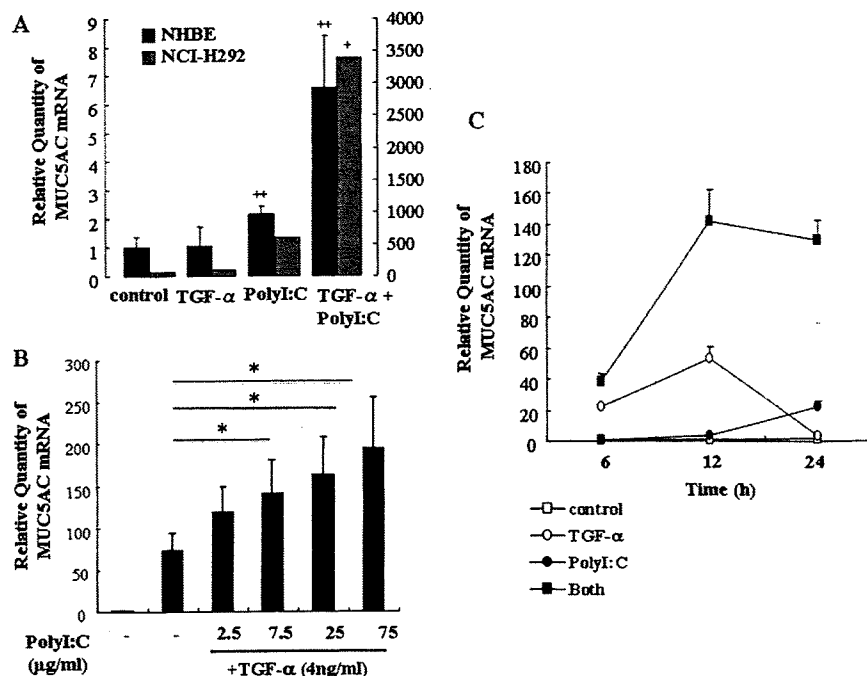 A
Relative Quantity of
MUC5AC mRNA
9
8
7
6
5
4
3
2
1
0
NHBE
NCI-H292
++
++
+
4000
3500
3000
2500
2000
1500
1000
500
0
control
TGF-α
PolyI:C
TGF-α +
PolyI:C
B
Relative Quantity of
MUC5AC mRNA
300
250
200
150
100
50
0
*
*
*
PolyI:C
(µg/ml)
- - 2.5 7.5 25 75
+TGF-α (4ng/ml)
C
Relative Quantity of
MUC5AC mRNA
180
160
140
120
100
80
60
40
20
0
6 12 24
Time (h)
control
TGF-α
PolyI:C
Both